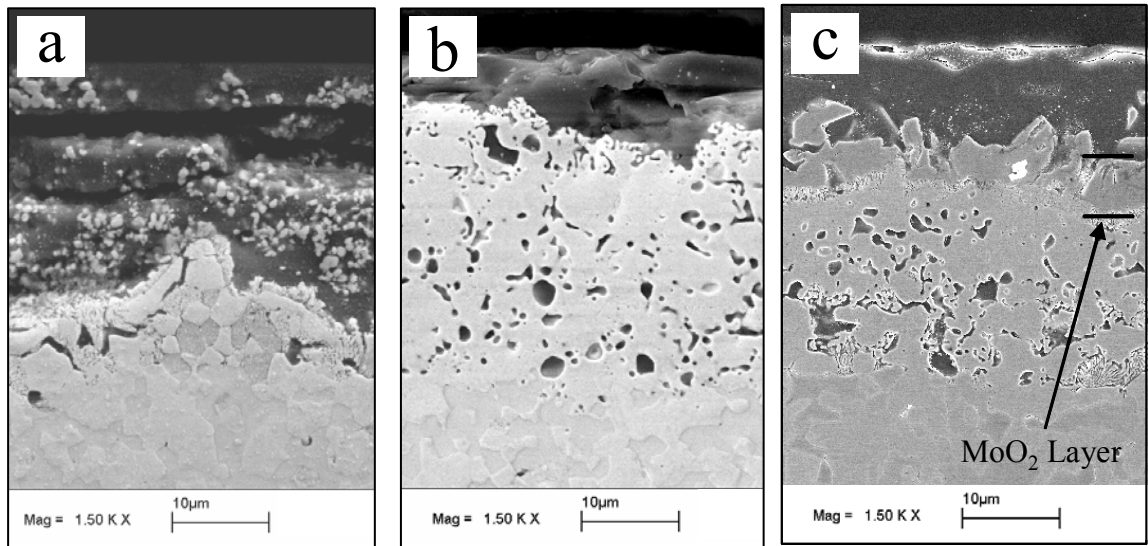 a
b
c
MoO₂ Layer
10µm
Mag = 1.50 K X
10µm
Mag = 1.50 K X
10µm
Mag = 1.50 K X